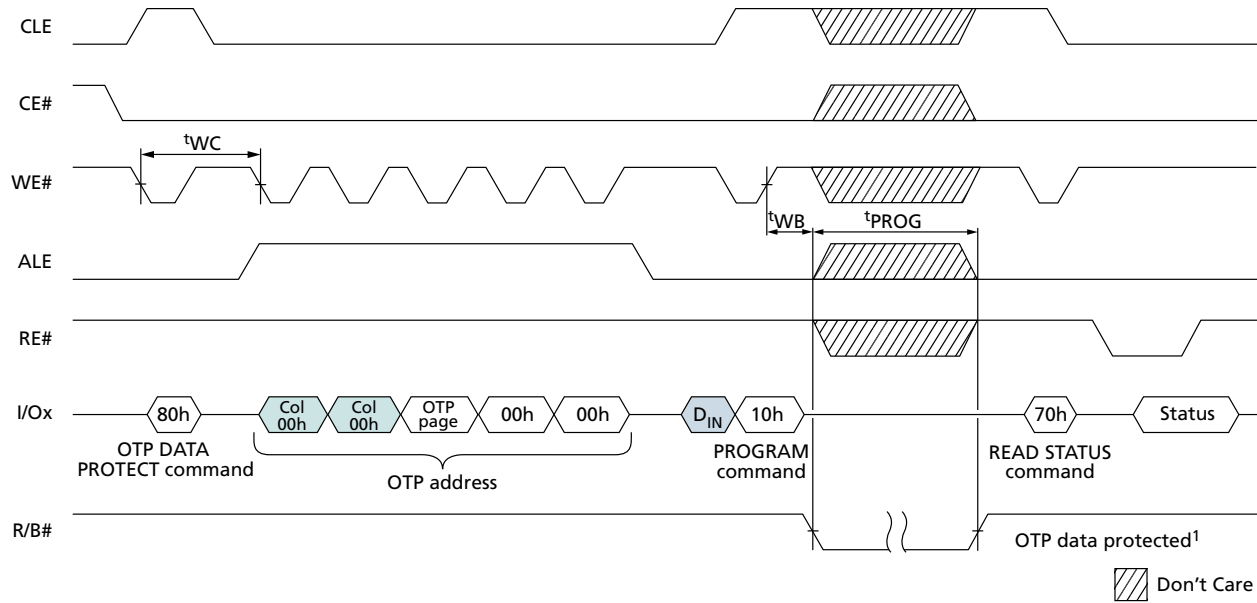 CLE
CE#
tWC
WE#
tWB
tPROG
ALE
RE#
I/Ox
80h
Col
00h
Col
00h
OTP
page
00h
00h
DIN
10h
70h
Status
OTP DATA
PROTECT command
OTP address
PROGRAM
command
READ STATUS
command
R/B#
OTP data protected1
Don't Care